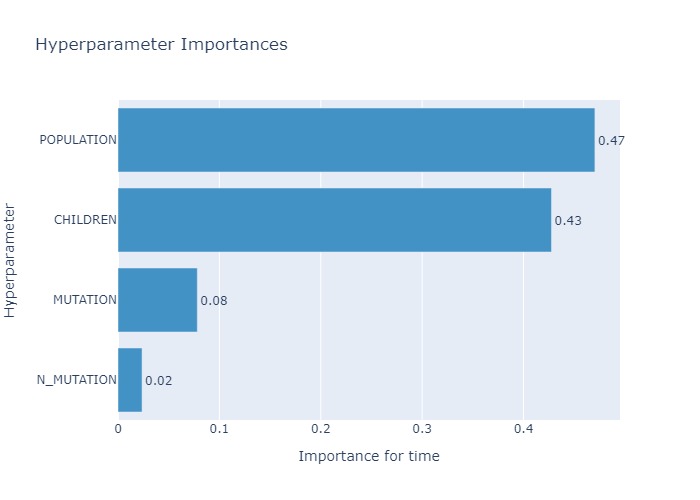 Hyperparameter Importances
Hyperparameter
POPULATION 0.47
CHILDREN 0.43
MUTATION 0.08
N_MUTATION 0.02
0 0.1 0.2 0.3 0.4
Importance for time